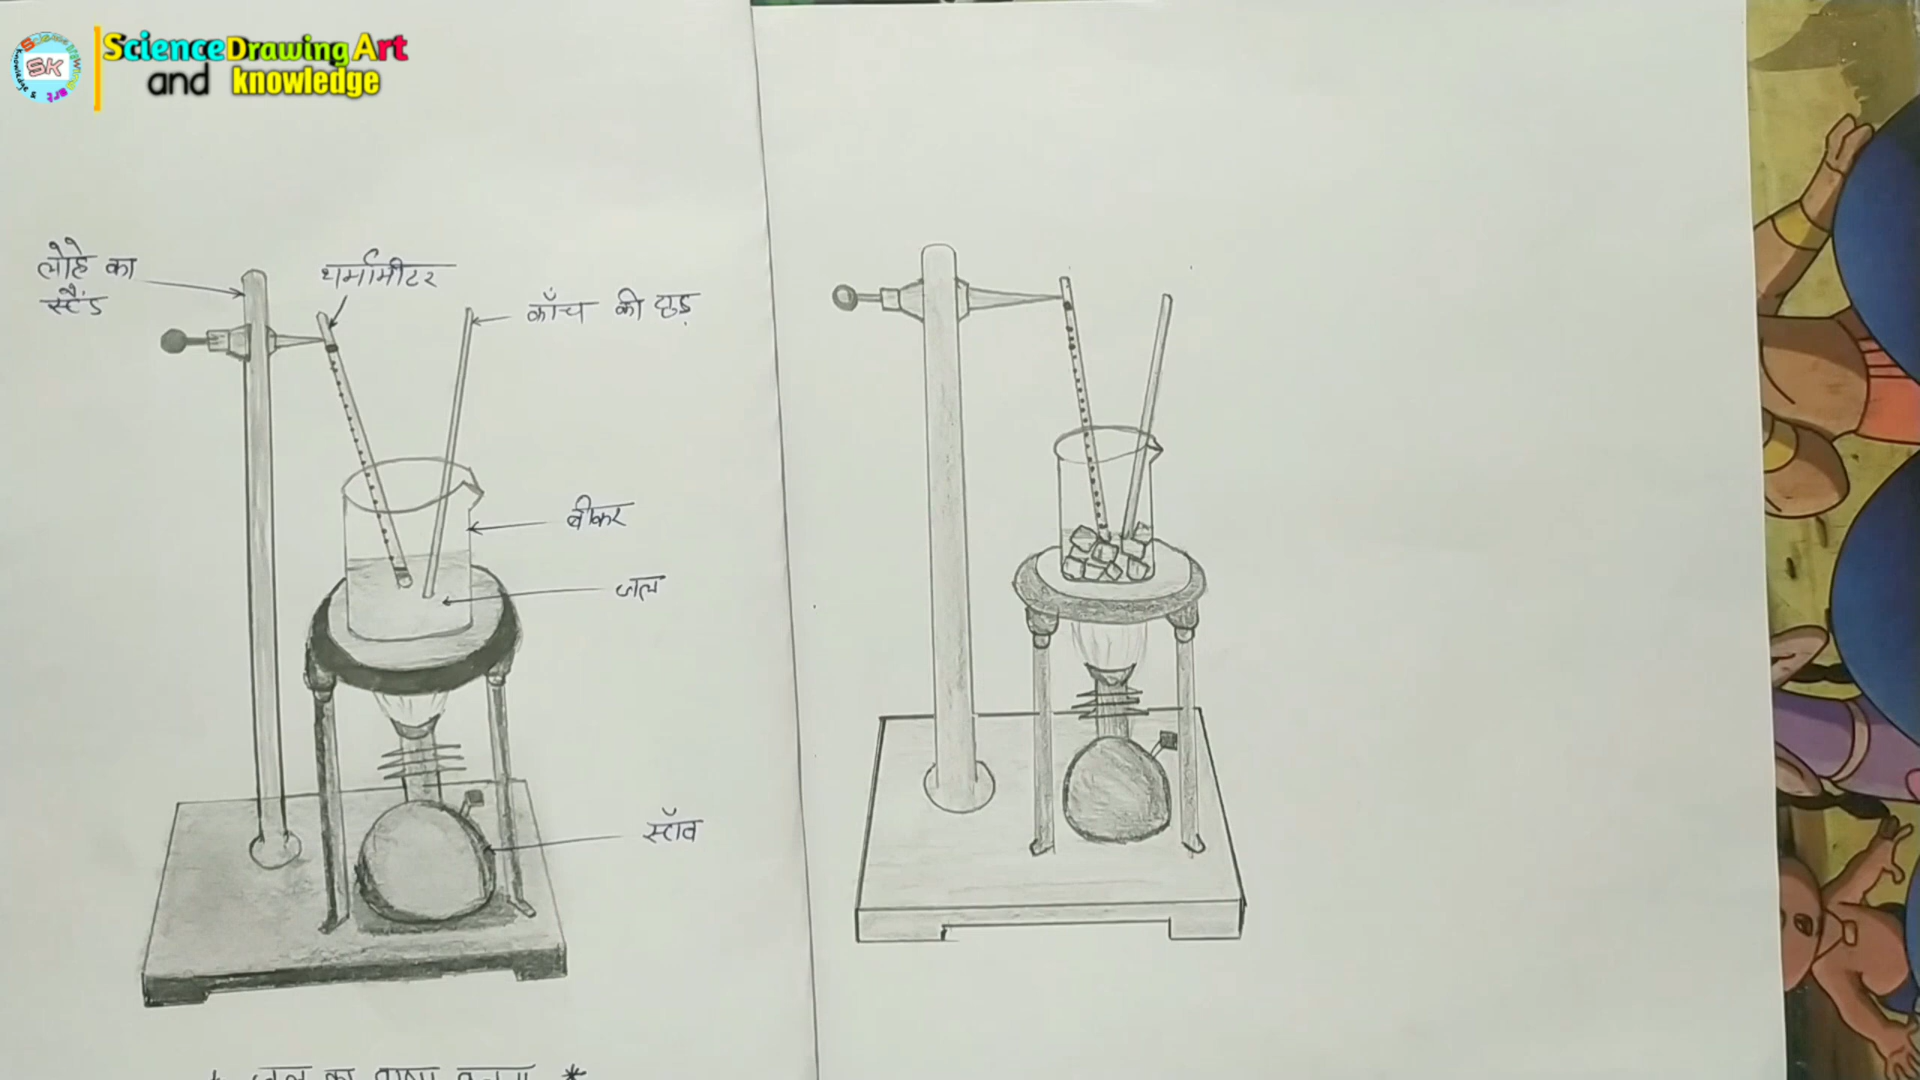 Science Drawing Art
and knowledge
SK
लोहे का
स्टैंड
थर्मामीटर
काँच की छड़
बीकर
जल
स्टॉव